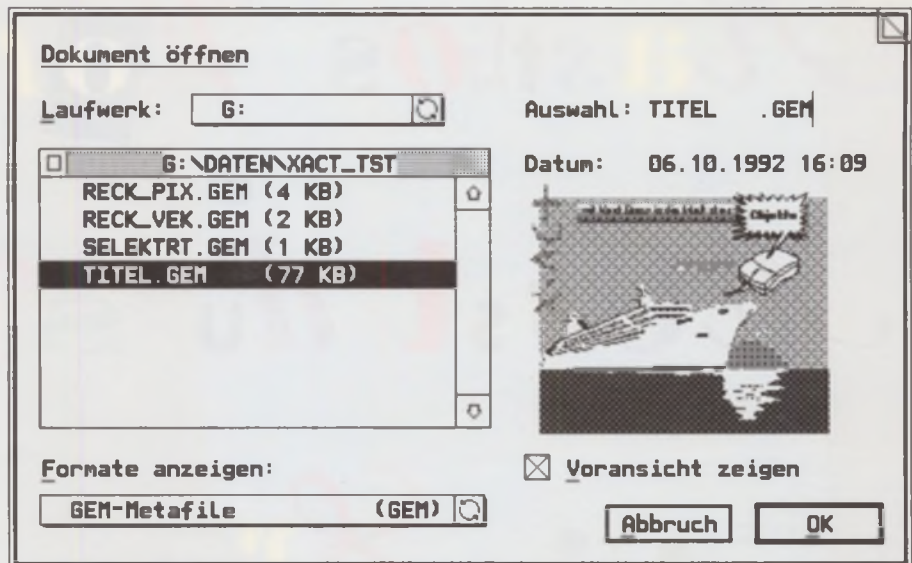 Dokument öffnen
Laufwerk: G:
Auswahl: TITEL .GEM
G:\DATEN\XACT_TST
Datum: 06.10.1992 16:09
RECK_PIX.GEM (4 KB)
RECK_VEK.GEM (2 KB)
SELEKTRT.GEM (1 KB)
TITEL.GEM (77 KB)
Objekte
Formate anzeigen:
Voransicht zeigen
GEM-Metafile (GEM)
Abbruch
OK